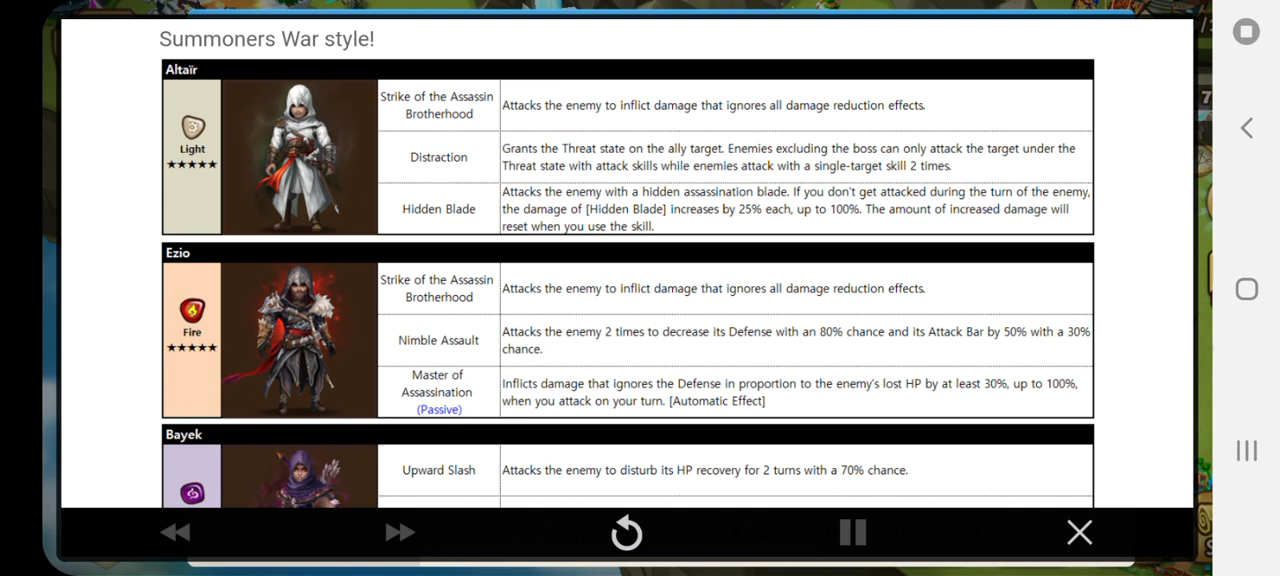 Summoners War style!
Altaïr
Light
★★★★★
Strike of the Assassin
Brotherhood
Attacks the enemy to inflict damage that ignores all damage reduction effects.
Distraction
Grants the Threat state on the ally target. Enemies excluding the boss can only attack the target under the
Threat state with attack skills while enemies attack with a single-target skill 2 times.
Hidden Blade
Attacks the enemy with a hidden assassination blade. If you don't get attacked during the turn of the enemy,
the damage of [Hidden Blade] increases by 25% each, up to 100%. The amount of increased damage will
reset when you use the skill.
Ezio
Fire
★★★★★
Strike of the Assassin
Brotherhood
Attacks the enemy to inflict damage that ignores all damage reduction effects.
Nimble Assault
Attacks the enemy 2 times to decrease its Defense with an 80% chance and its Attack Bar by 50% with a 30%
chance.
Master of
Assassination
(Passive)
Inflicts damage that ignores the Defense in proportion to the enemy's lost HP by at least 30%, up to 100%,
when you attack on your turn. [Automatic Effect]
Bayek
Upward Slash
Attacks the enemy to disturb its HP recovery for 2 turns with a 70% chance.